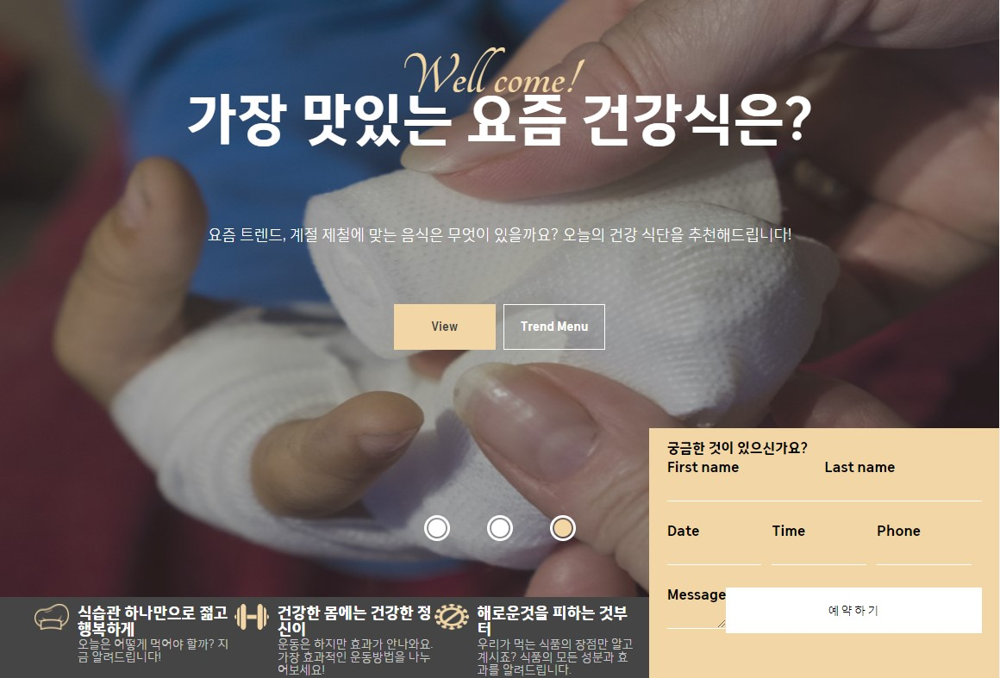 Well come!
가장 맛있는 요즘 건강식은?
요즘 트렌드, 계절 제철에 맞는 음식은 무엇이 있을까요? 오늘의 건강 식단을 추천해드립니다!
View
Trend Menu
궁금한 것이 있으신가요?
First name
Last name
Date
Time
Phone
Message
예약하기
식습관 하나만으로 젊고
행복하게
오늘은 어떻게 먹어야 할까? 지
금 알려드립니다!
건강한 몸에는 건강한 정
신이
운동은 하지만 효과가 안나와요.
가장 효과적인 운동방법을 나누
어보세요!
해로운것을 피하는 것부
터
우리가 먹는 식품의 장점만 알고
계시죠? 식품의 모든 성분과 효
과를 알려드립니다.